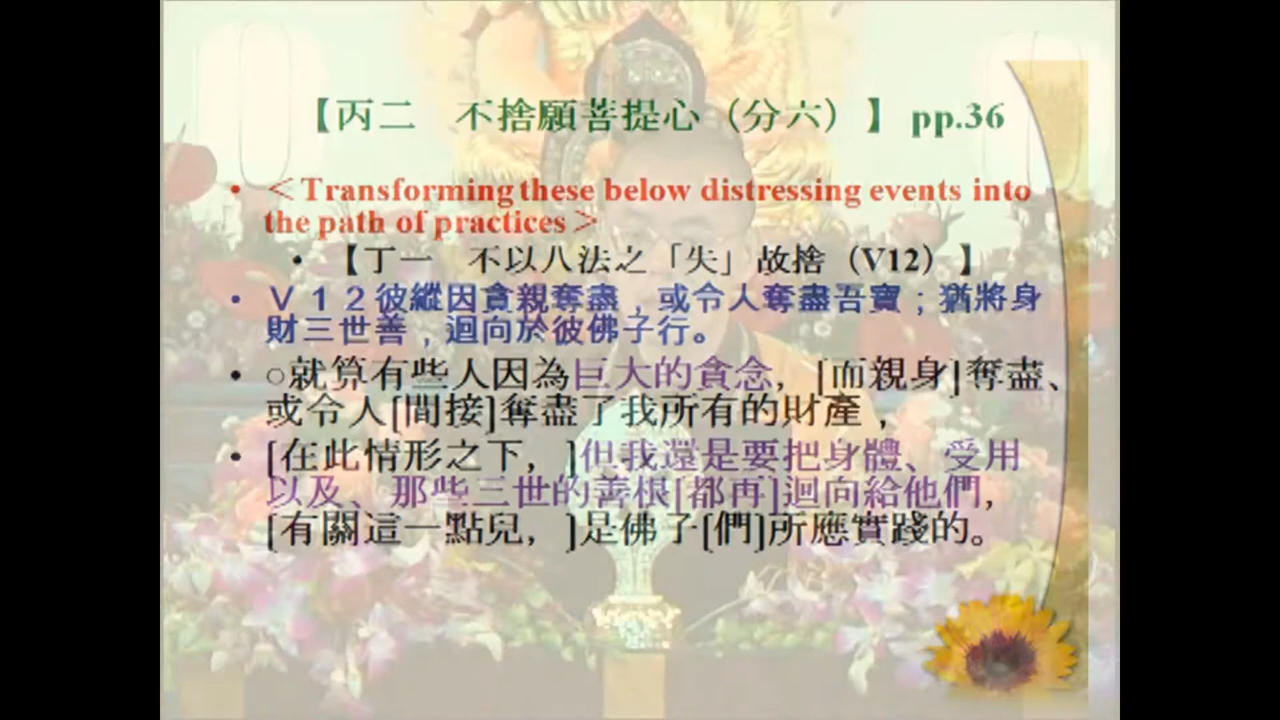 【丙二　不捨願菩提心（分六）】 pp.36
• ＜Transforming these below distressing events into
the path of practices＞
• 【丁一　不以八法之「失」故捨（V12）】
• Ｖ１２彼縱因貪親奪盡，或令人奪盡吾寶；猶將身
財三世善，迴向於彼佛子行。
• ○就算有些人因為巨大的貪念，[而親身]奪盡、
或令人[間接]奪盡了我所有的財產，
• [在此情形之下，]但我還是要把身體、受用
以及、那些三世的善根[都再]迴向給他們，
[有關這一點兒，]是佛子[們]所應實踐的。